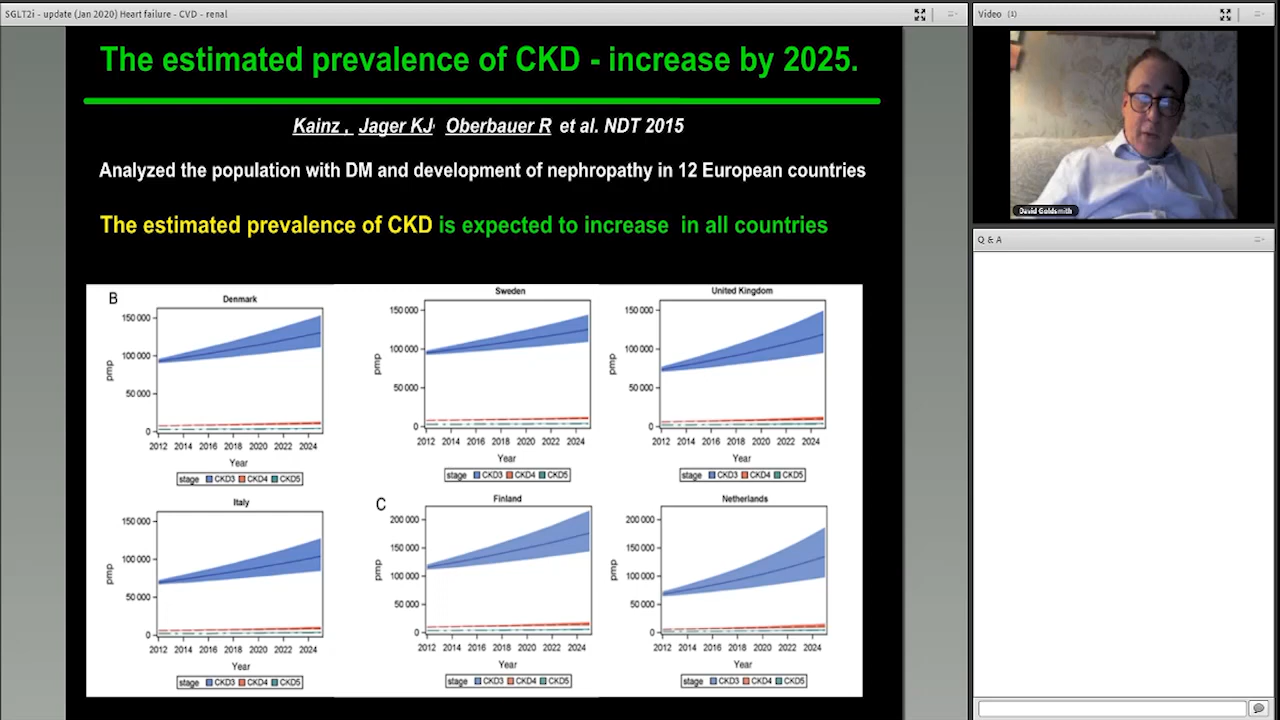 SGLT2i - update (Jan 2020) Heart failure - CVD - renal
The estimated prevalence of CKD - increase by 2025.
Kainz , Jager KJ, Oberbauer R et al. NDT 2015
Analyzed the population with DM and development of nephropathy in 12 European countries
The estimated prevalence of CKD is expected to increase in all countries
B
Denmark
150 000
100 000
50 000
0
pmp
2012 2014 2016 2018 2020 2022 2024
Year
stage CKD3 CKD4 CKD5
Sweden
150 000
100 000
50 000
0
pmp
2012 2014 2016 2018 2020 2022 2024
Year
stage CKD3 CKD4 CKD5
United Kingdom
150 000
100 000
50 000
0
pmp
2012 2014 2016 2018 2020 2022 2024
Year
stage CKD3 CKD4 CKD5
Italy
150 000
100 000
50 000
0
pmp
2012 2014 2016 2018 2020 2022 2024
Year
stage CKD3 CKD4 CKD5
C
Finland
200 000
150 000
100 000
50 000
0
pmp
2012 2014 2016 2018 2020 2022 2024
Year
stage CKD3 CKD4 CKD5
Netherlands
200 000
150 000
100 000
50 000
0
pmp
2012 2014 2016 2018 2020 2022 2024
Year
stage CKD3 CKD4 CKD5
Video (1)
David Goldsmith
Q & A